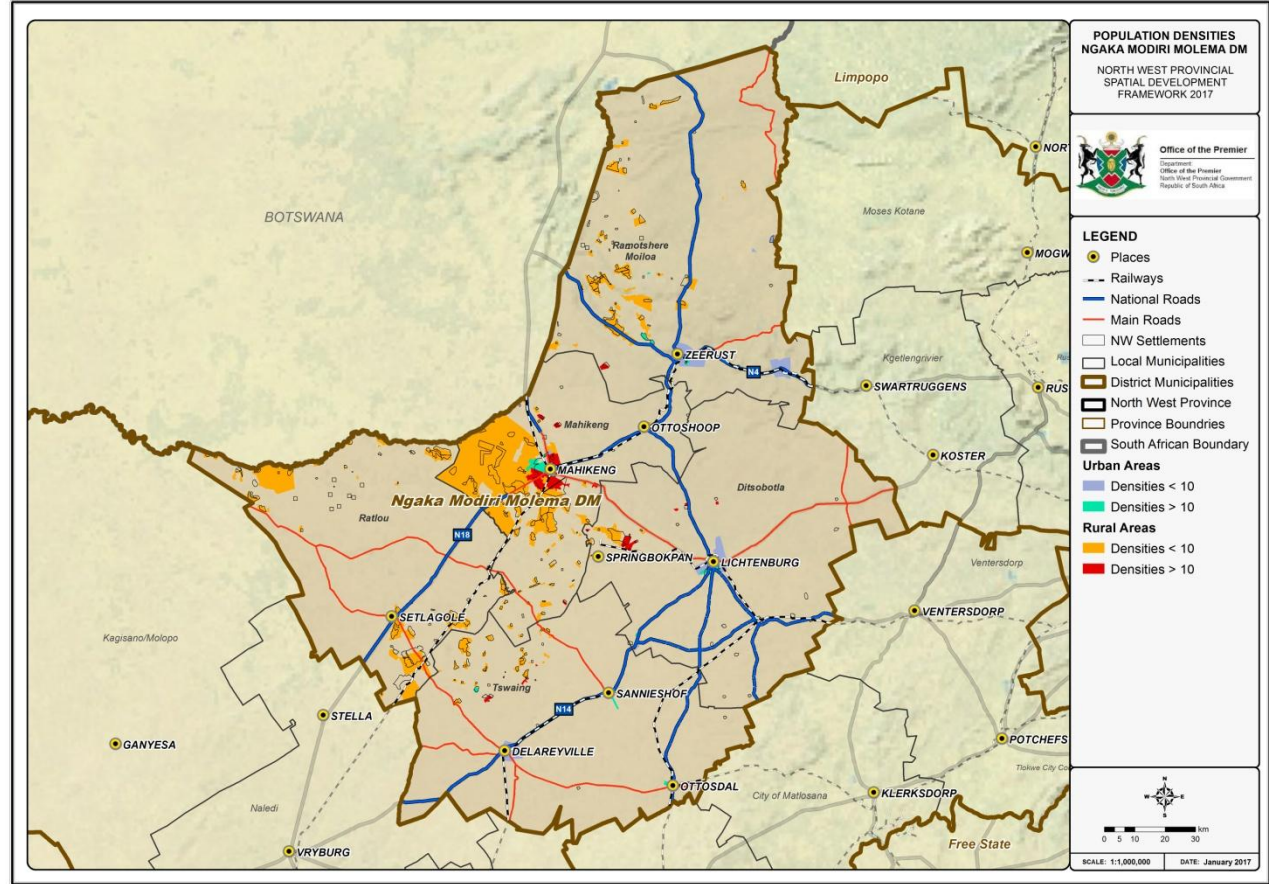 POPULATION DENSITIES
NGAKA MODIRI MOLEMA DM
NORTH WEST PROVINCIAL
SPATIAL DEVELOPMENT
FRAMEWORK 2017
Office of the Premier
Department:
Office of the Premier
North West Provincial Government
Republic of South Africa
LEGEND
Places
Railways
National Roads
Main Roads
NW Settlements
Local Municipalities
District Municipalities
North West Province
Province Boundries
South African Boundary
Urban Areas
Densities < 10
Densities > 10
Rural Areas
Densities < 10
Densities > 10
N
W E
S
0 5 10 20 30 km
SCALE: 1:1,000,000 DATE: January 2017
Limpopo
NOR
BOTSWANA
Moses Kotane
Ramotshere
Moiloa
MOGW
ZEERUST
Kgetlengrivier
N4
SWARTRUGGENS
RUS
Mahikeng
OTTOSHOOP
KOSTER
MAHIKENG
Ditsobotla
Ngaka Modiri Molema DM
Ratlou
N18
SPRINGBOKPAN
LICHTENBURG
Ventersdorp
SETLAGOLE
VENTERSDORP
Kagisano/Molopo
Tswaing
SANNIESHOF
N14
STELLA
GANYESA
DELAREYVILLE
POTCHEFS
Tlokwe City Co
OTTOSDAL
City of Matlosana
KLERKSDORP
Naledi
Free State
VRYBURG